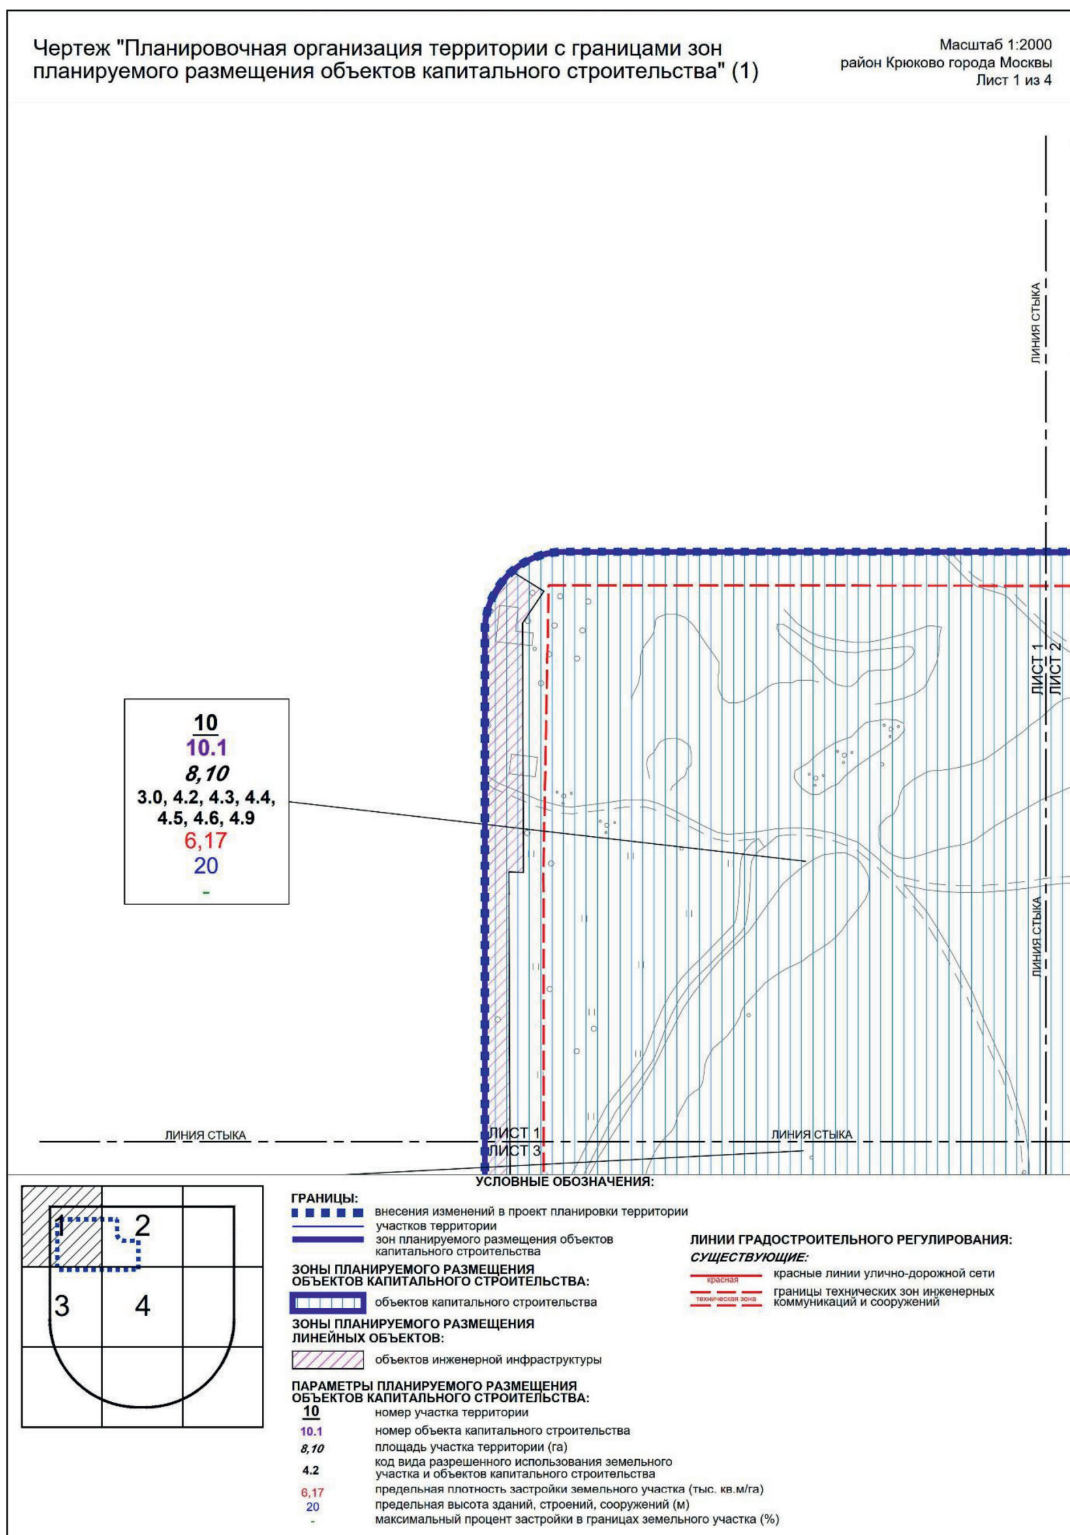 Чертеж "Планировочная организация территории с границами зон
планируемого размещения объектов капитального строительства" (1)
Масштаб 1:2000
район Крюково города Москвы
Лист 1 из 4
ЛИНИЯ СТЫКА
ЛИСТ 1
ЛИСТ 2
10
10.1
8,10
3.0, 4.2, 4.3, 4.4,
4.5, 4.6, 4.9
6,17
20
-
ЛИНИЯ СТЫКА
ЛИНИЯ СТЫКА
ЛИСТ 1
ЛИНИЯ СТЫКА
ЛИСТ 3
1
2
3
4
УСЛОВНЫЕ ОБОЗНАЧЕНИЯ:
ГРАНИЦЫ:
внесения изменений в проект планировки территории
участков территории
зон планируемого размещения объектов
капитального строительства
ЗОНЫ ПЛАНИРУЕМОГО РАЗМЕЩЕНИЯ
ОБЪЕКТОВ КАПИТАЛЬНОГО СТРОИТЕЛЬСТВА:
объектов капитального строительства
ЗОНЫ ПЛАНИРУЕМОГО РАЗМЕЩЕНИЯ
ЛИНЕЙНЫХ ОБЪЕКТОВ:
объектов инженерной инфраструктуры
ПАРАМЕТРЫ ПЛАНИРУЕМОГО РАЗМЕЩЕНИЯ
ОБЪЕКТОВ КАПИТАЛЬНОГО СТРОИТЕЛЬСТВА:
10 номер участка территории
10.1 номер объекта капитального строительства
8,10 площадь участка территории (га)
4.2 код вида разрешенного использования земельного
участка и объектов капитального строительства
6,17 предельная плотность застройки земельного участка (тыс. кв.м/га)
20 предельная высота зданий, строений, сооружений (м)
- максимальный процент застройки в границах земельного участка (%)
ЛИНИИ ГРАДОСТРОИТЕЛЬНОГО РЕГУЛИРОВАНИЯ:
СУЩЕСТВУЮЩИЕ:
красная красные линии улично-дорожной сети
техническая зона границы технических зон инженерных
коммуникаций и сооружений